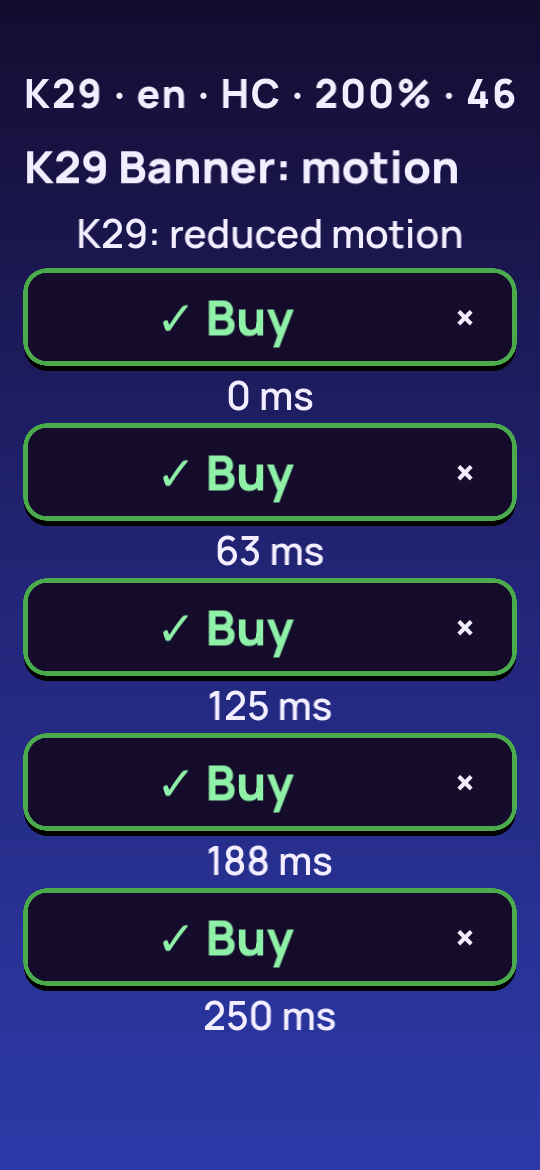 K29 · en · HC · 200% · 46
K29 Banner: motion
K29: reduced motion
✓ Buy ×
0 ms
✓ Buy ×
63 ms
✓ Buy ×
125 ms
✓ Buy ×
188 ms
✓ Buy ×
250 ms